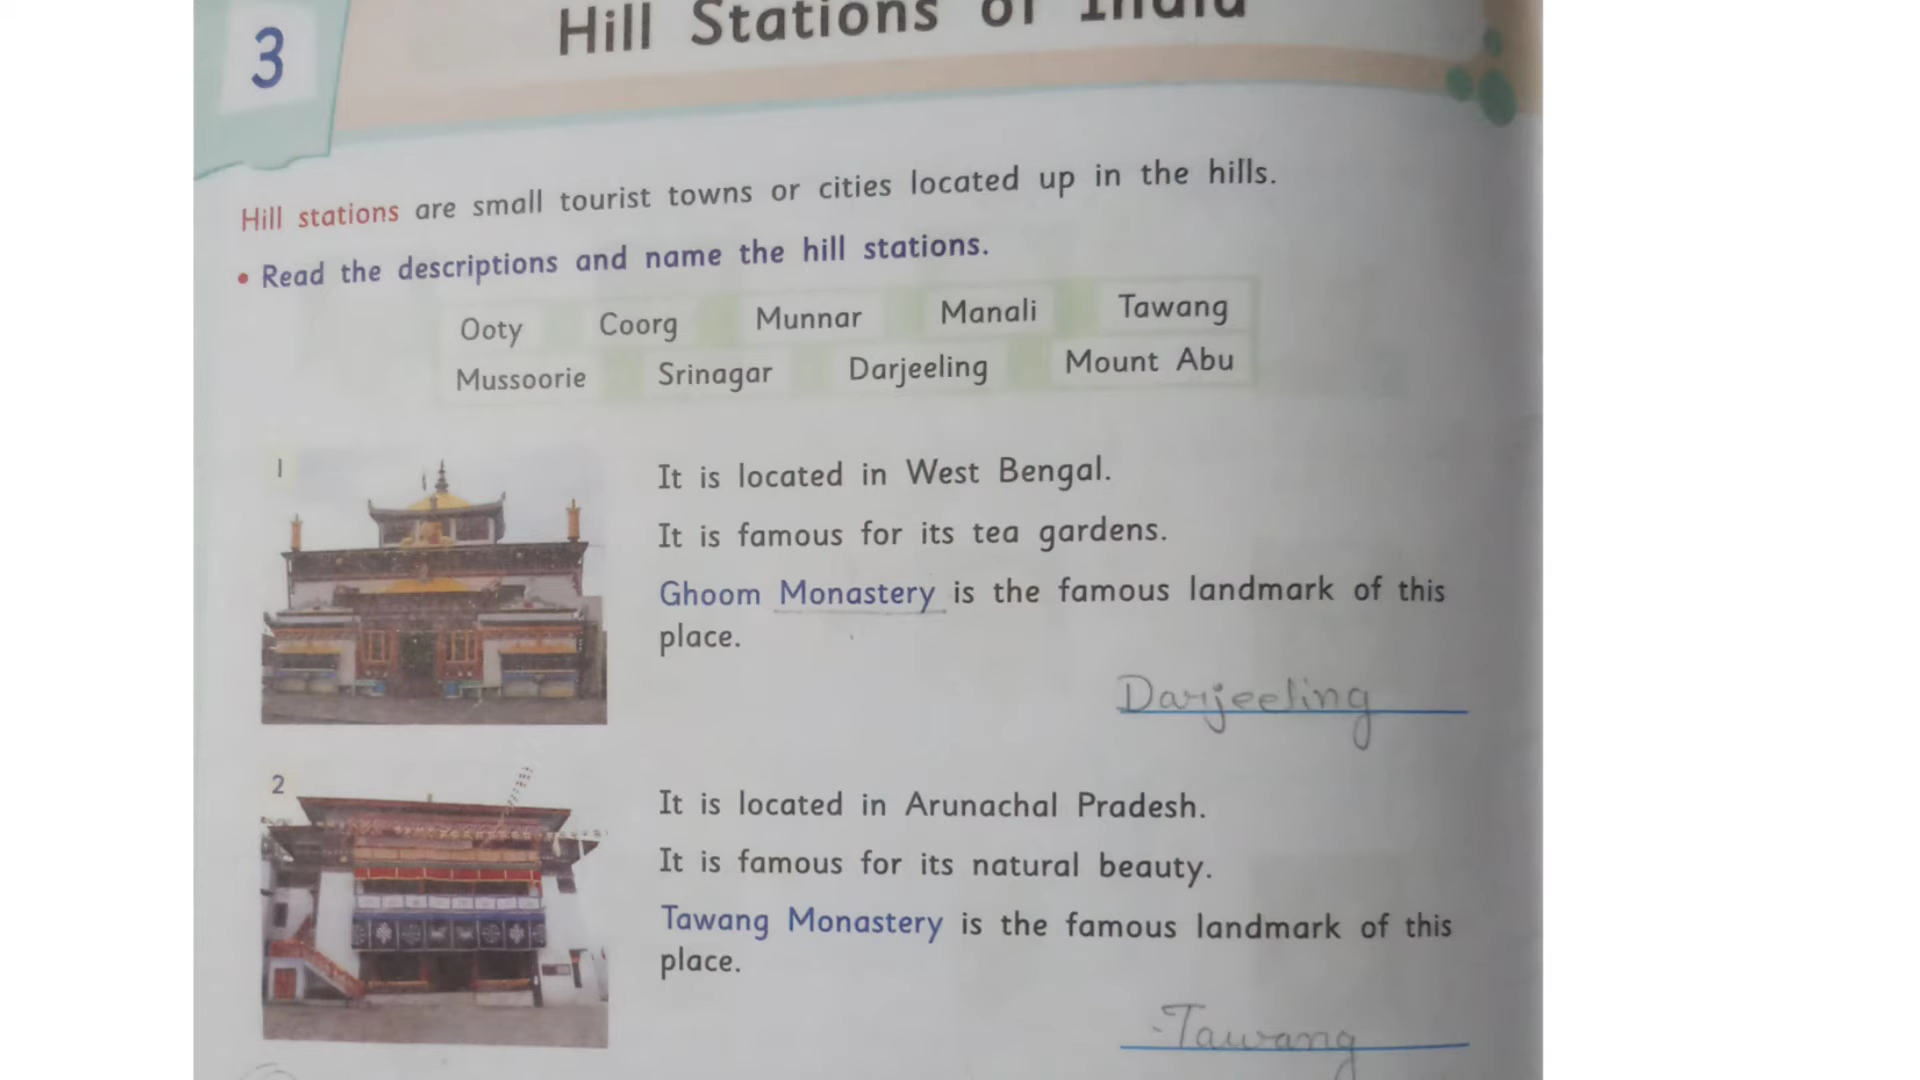 3
Hill Stations of India
Hill stations are small tourist towns or cities located up in the hills.
• Read the descriptions and name the hill stations.
Ooty Coorg Munnar Manali Tawang
Mussoorie Srinagar Darjeeling Mount Abu
1
It is located in West Bengal.
It is famous for its tea gardens.
Ghoom Monastery is the famous landmark of this
place.
Darjeeling
2
It is located in Arunachal Pradesh.
It is famous for its natural beauty.
Tawang Monastery is the famous landmark of this
place.
Tawang